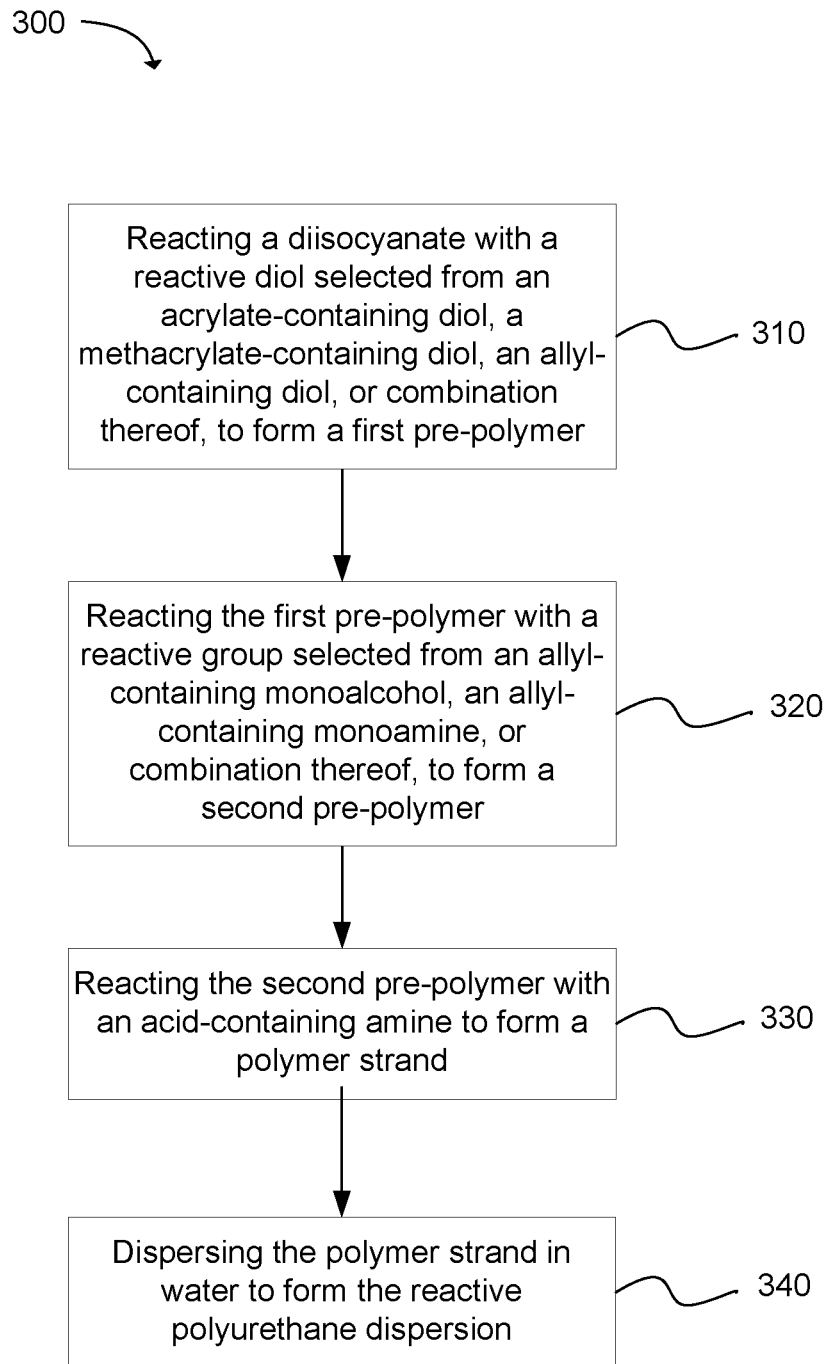 300
Reacting a diisocyanate with a
reactive diol selected from an
acrylate-containing diol, a
methacrylate-containing diol, an allyl-
containing diol, or combination
thereof, to form a first pre-polymer
310
Reacting the first pre-polymer with a
reactive group selected from an allyl-
containing monoalcohol, an allyl-
containing monoamine, or
combination thereof, to form a
second pre-polymer
320
Reacting the second pre-polymer with
an acid-containing amine to form a
polymer strand
330
Dispersing the polymer strand in
water to form the reactive
polyurethane dispersion
340